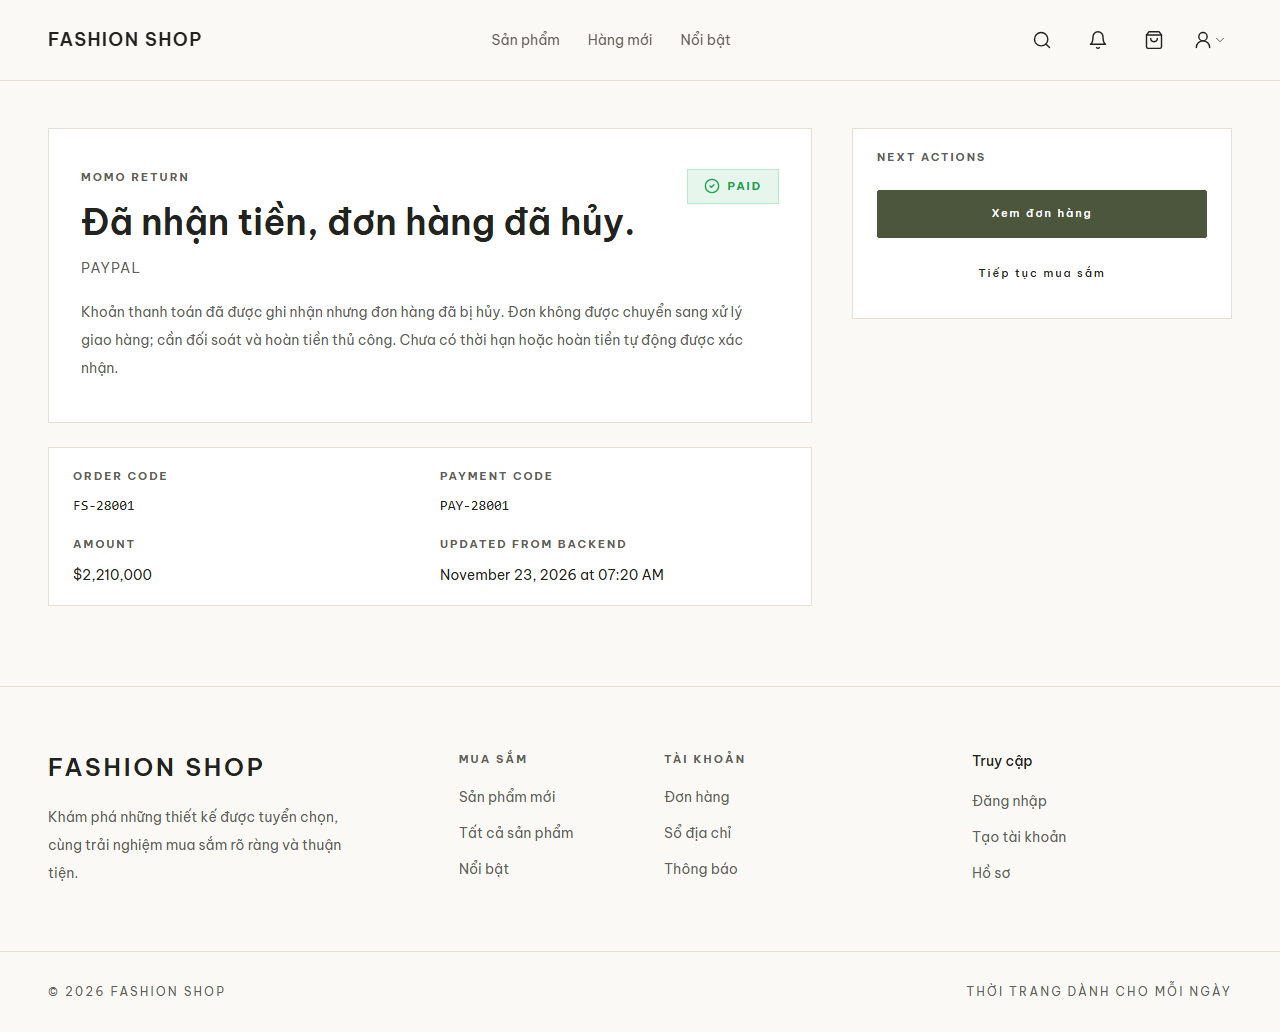 FASHION SHOP
Sản phẩm
Hàng mới
Nổi bật
MOMO RETURN
PAID
Đã nhận tiền, đơn hàng đã hủy.
PAYPAL
Khoản thanh toán đã được ghi nhận nhưng đơn hàng đã bị hủy. Đơn không được chuyển sang xử lý
giao hàng; cần đối soát và hoàn tiền thủ công. Chưa có thời hạn hoặc hoàn tiền tự động được xác
nhận.
NEXT ACTIONS
Xem đơn hàng
Tiếp tục mua sắm
ORDER CODE
FS-28001
PAYMENT CODE
PAY-28001
AMOUNT
$2,210,000
UPDATED FROM BACKEND
November 23, 2026 at 07:20 AM
FASHION SHOP
Khám phá những thiết kế được tuyển chọn,
cùng trải nghiệm mua sắm rõ ràng và thuận
tiện.
MUA SẮM
Sản phẩm mới
Tất cả sản phẩm
Nổi bật
TÀI KHOẢN
Đơn hàng
Sổ địa chỉ
Thông báo
Truy cập
Đăng nhập
Tạo tài khoản
Hồ sơ
© 2026 FASHION SHOP
THỜI TRANG DÀNH CHO MỖI NGÀY